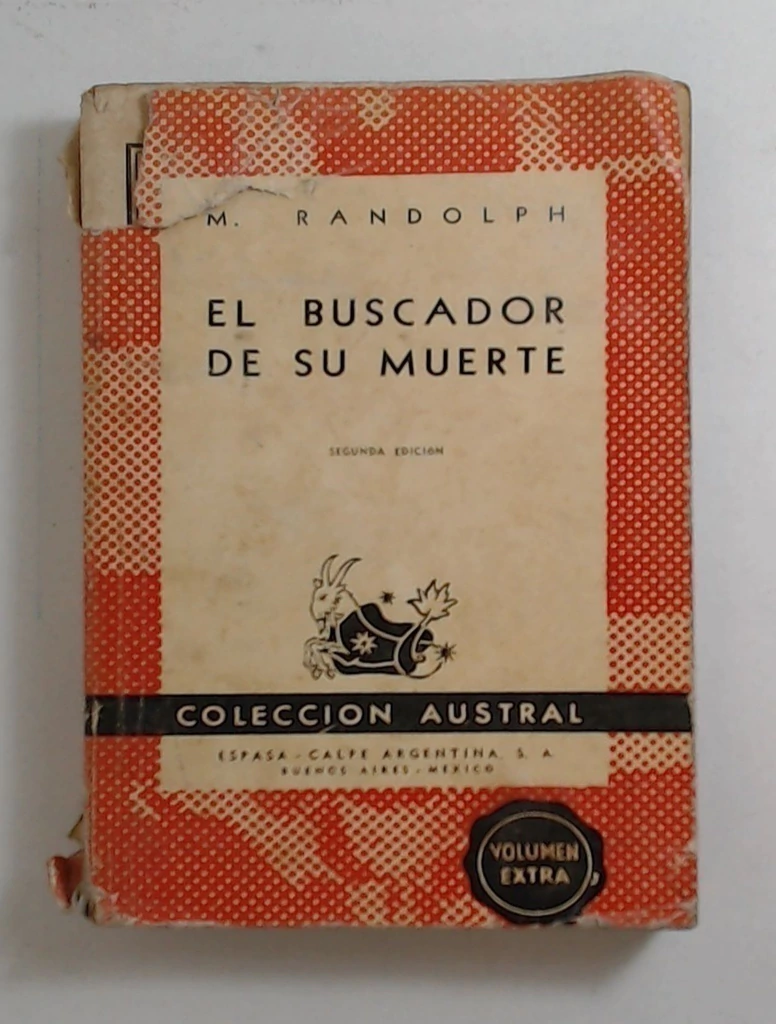 M. RANDOLPH
EL BUSCADOR
DE SU MUERTE
SEGUNDA EDICION
COLECCION AUSTRAL
ESPASA-CALPE ARGENTINA, S. A.
BUENOS AIRES-MEXICO
VOLUMEN
EXTRA